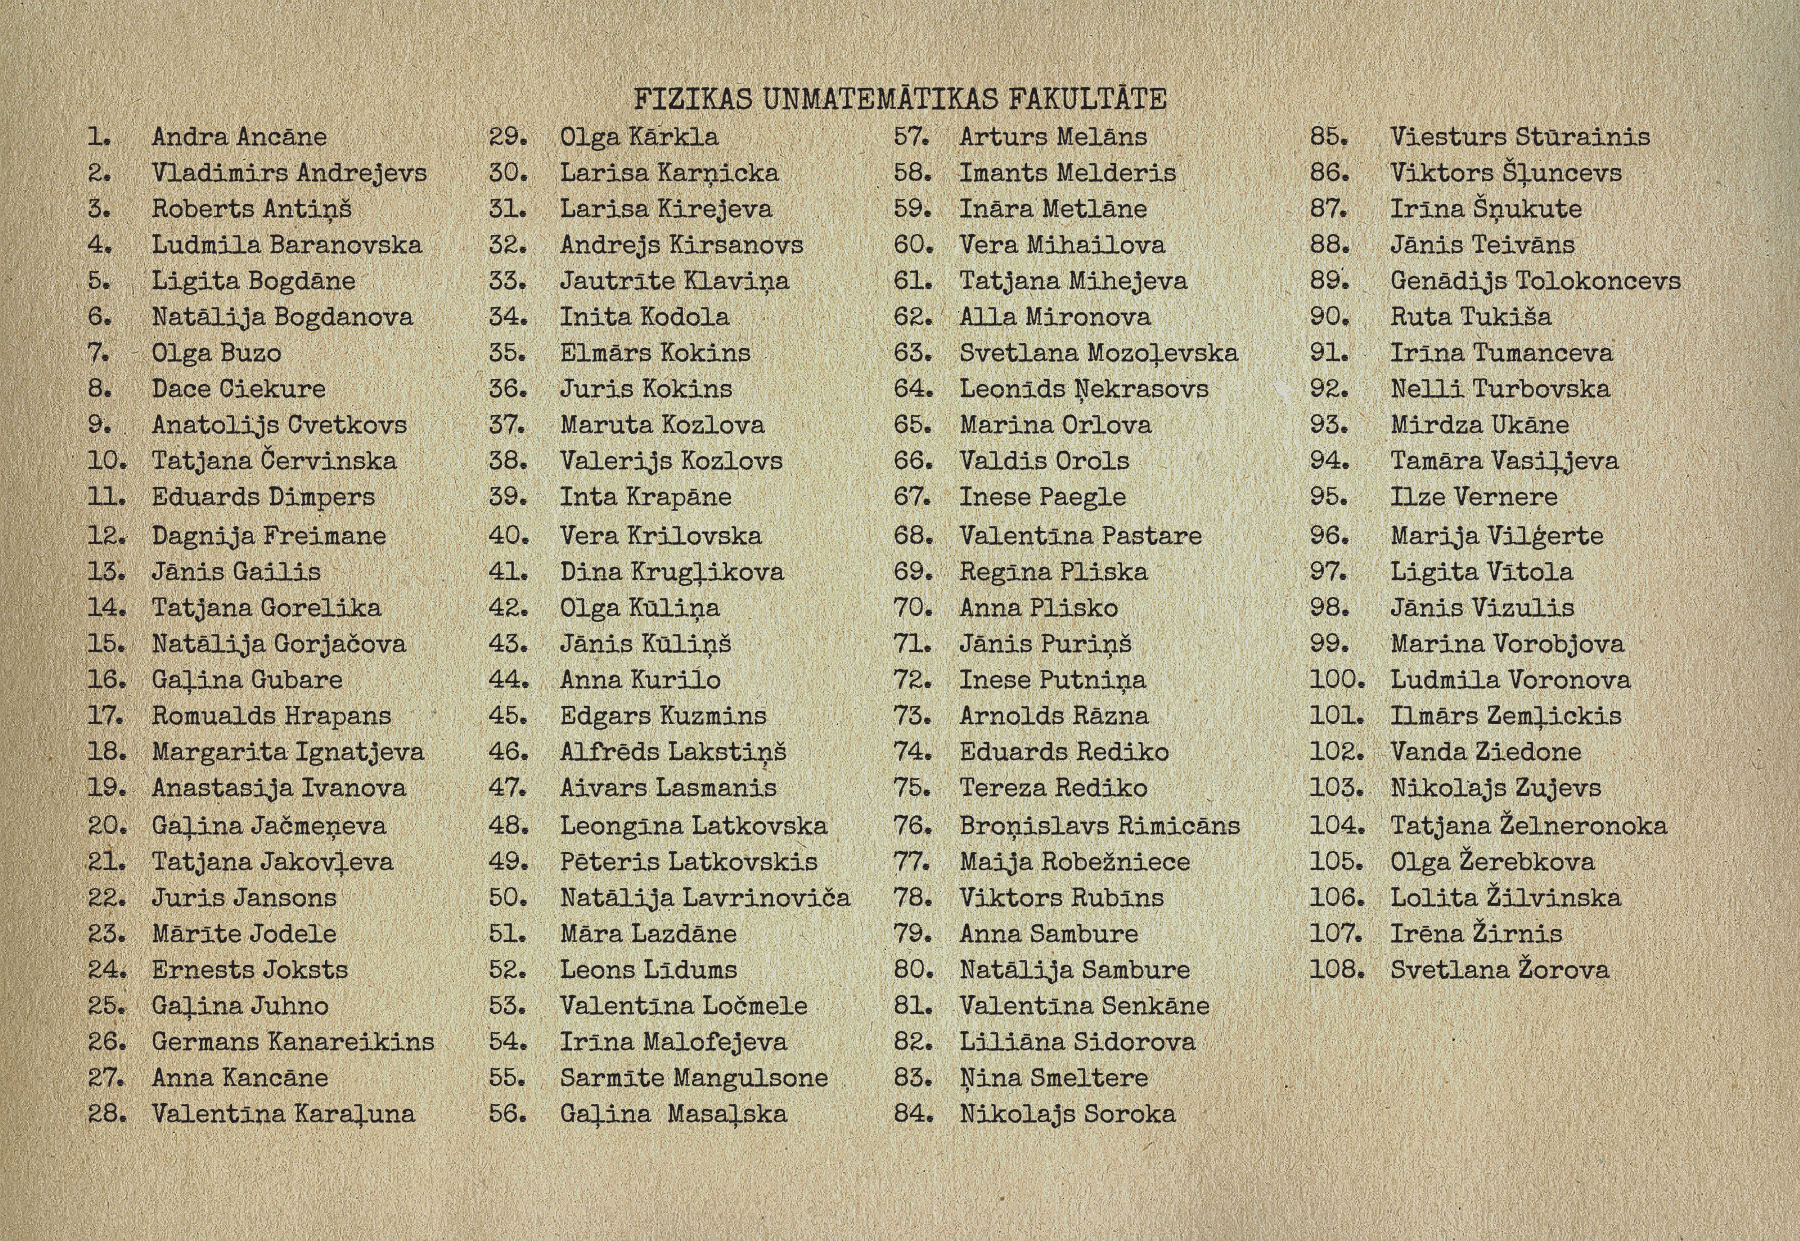 FIZIKAS UNMATEMĀTIKAS FAKULTĀTE
1. Andra Ancāne
2. Vladimirs Andrejevs
3. Roberts Antiņš
4. Ludmila Baranovska
5. Ligita Bogdāne
6. Natālija Bogdanova
7. Olga Buzo
8. Dace Ciekure
9. Anatolijs Cvetkovs
10. Tatjana Červinska
11. Eduards Dimpers
12. Dagnija Freimane
13. Jānis Gailis
14. Tatjana Gorelika
15. Natālija Gorjačova
16. Gaļina Gubare
17. Romualds Hrapans
18. Margarita Ignatjeva
19. Anastasija Ivanova
20. Gaļina Jačmeņeva
21. Tatjana Jakovļeva
22. Juris Jansons
23. Mārīte Jodele
24. Ernests Joksts
25. Gaļina Juhno
26. Germans Kanareikins
27. Anna Kancāne
28. Valentīna Karaļuna
29. Olga Kārkla
30. Larisa Karņicka
31. Larisa Kirejeva
32. Andrejs Kirsanovs
33. Jautrīte Klaviņa
34. Inita Kodola
35. Elmārs Kokins
36. Juris Kokins
37. Maruta Kozlova
38. Valerijs Kozlovs
39. Inta Krapāne
40. Vera Krilovska
41. Dina Krugļikova
42. Olga Kūliņa
43. Jānis Kūliņš
44. Anna Kurilo
45. Edgars Kuzmins
46. Alfrēds Lakstiņš
47. Aivars Lasmanis
48. Leongīna Latkovska
49. Pēteris Latkovskis
50. Natālija Lavrinoviča
51. Māra Lazdāne
52. Leons Līdums
53. Valentīna Ločmele
54. Irīna Malofejeva
55. Sarmīte Mangulsone
56. Gaļina Masaļska
57. Arturs Melāns
58. Imants Melderis
59. Ināra Metlāne
60. Vera Mihailova
61. Tatjana Mihejeva
62. Alla Mironova
63. Svetlana Mozoļevska
64. Leonīds Ņekrasovs
65. Marina Orlova
66. Valdis Orols
67. Inese Paegle
68. Valentīna Pastare
69. Regīna Pliska
70. Anna Plisko
71. Jānis Puriņš
72. Inese Putniņa
73. Arnolds Rāzna
74. Eduards Rediko
75. Tereza Rediko
76. Broņislavs Rimicāns
77. Maija Robežniece
78. Viktors Rubīns
79. Anna Sambure
80. Natālija Sambure
81. Valentīna Senkāne
82. Liliāna Sidorova
83. Ņina Smeltere
84. Nikolajs Soroka
85. Viesturs Stūrainis
86. Viktors Šļuncevs
87. Irīna Šņukute
88. Jānis Teivāns
89. Genādijs Tolokoncevs
90. Ruta Tukiša
91. Irīna Tumanceva
92. Nelli Turbovska
93. Mirdza Ukāne
94. Tamāra Vasiļjeva
95. Ilze Vernere
96. Marija Vilģerte
97. Ligita Vītola
98. Jānis Vizulis
99. Marina Vorobjova
100. Ludmila Voronova
101. Ilmārs Zemļickis
102. Vanda Ziedone
103. Nikolajs Zujevs
104. Tatjana Želneronoka
105. Olga Žerebkova
106. Lolita Žilvinska
107. Irēna Žirnis
108. Svetlana Žorova